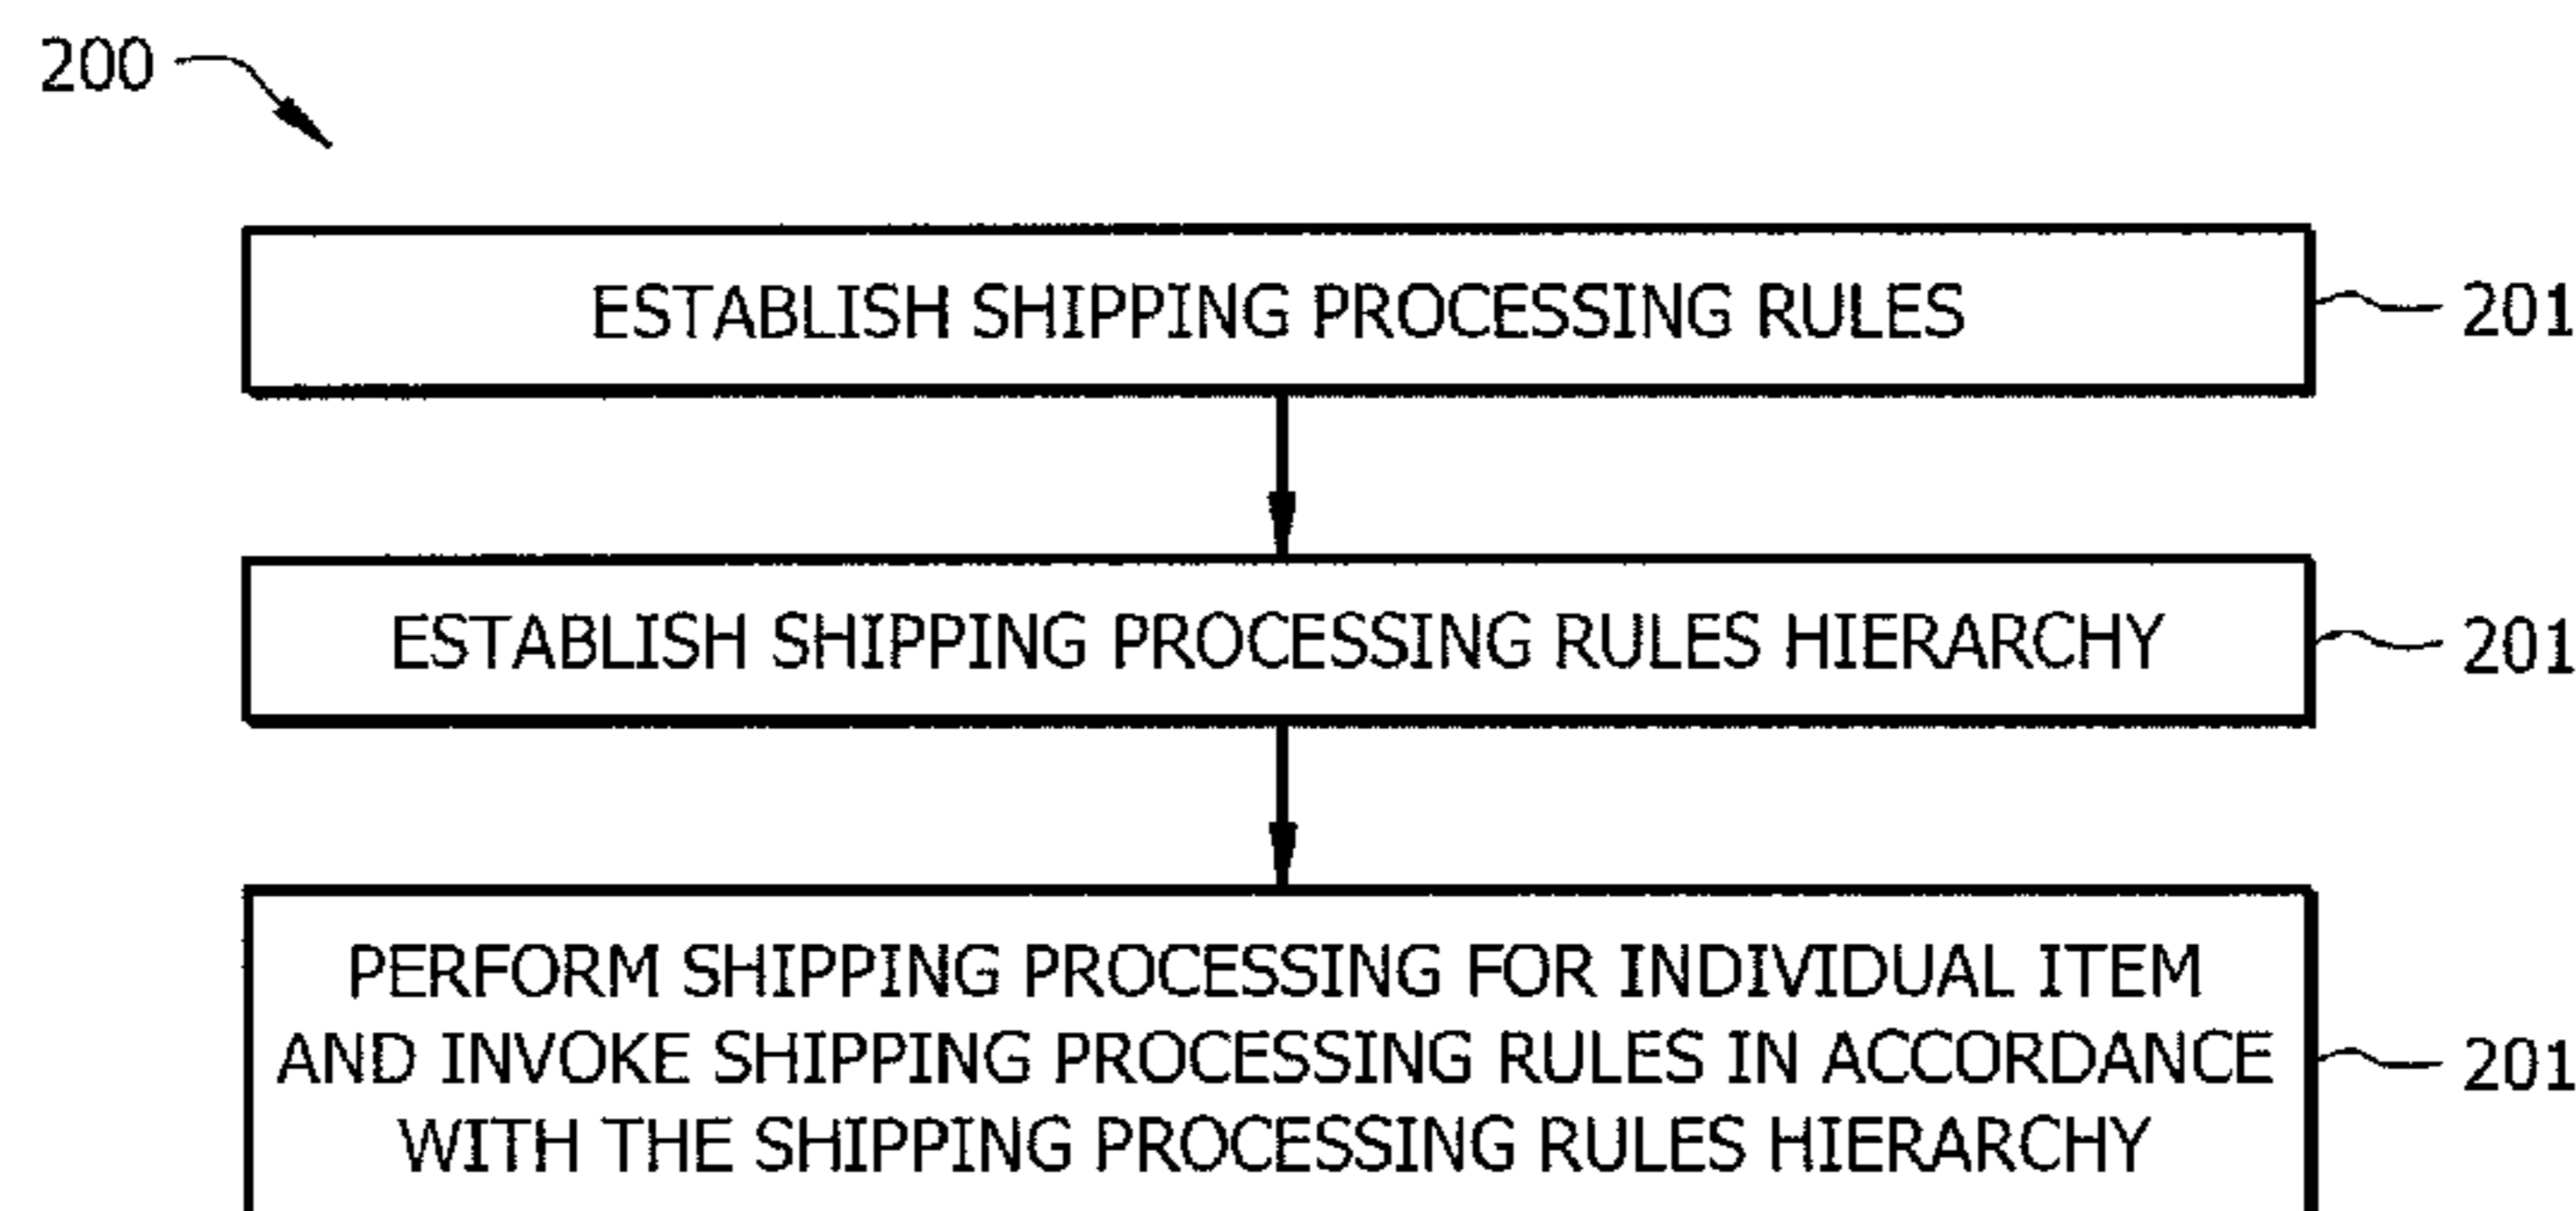 200
ESTABLISH SHIPPING PROCESSING RULES
201
ESTABLISH SHIPPING PROCESSING RULES HIERARCHY
201
PERFORM SHIPPING PROCESSING FOR INDIVIDUAL ITEM
AND INVOKE SHIPPING PROCESSING RULES IN ACCORDANCE
201
WITH THE SHIPPING PROCESSING RULES HIERARCHY